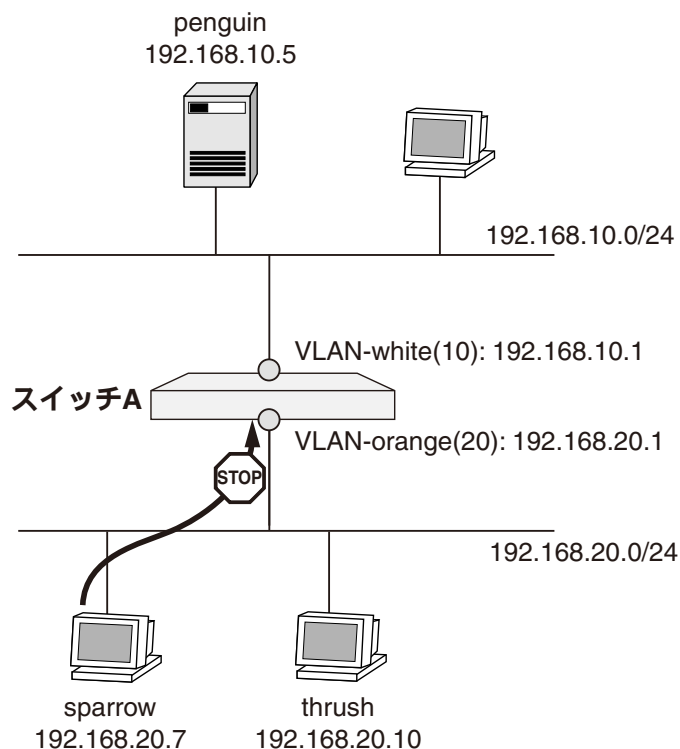 penguin
192.168.10.5
192.168.10.0/24
VLAN-white(10): 192.168.10.1
スイッチA
VLAN-orange(20): 192.168.20.1
STOP
192.168.20.0/24
sparrow
192.168.20.7
thrush
192.168.20.10